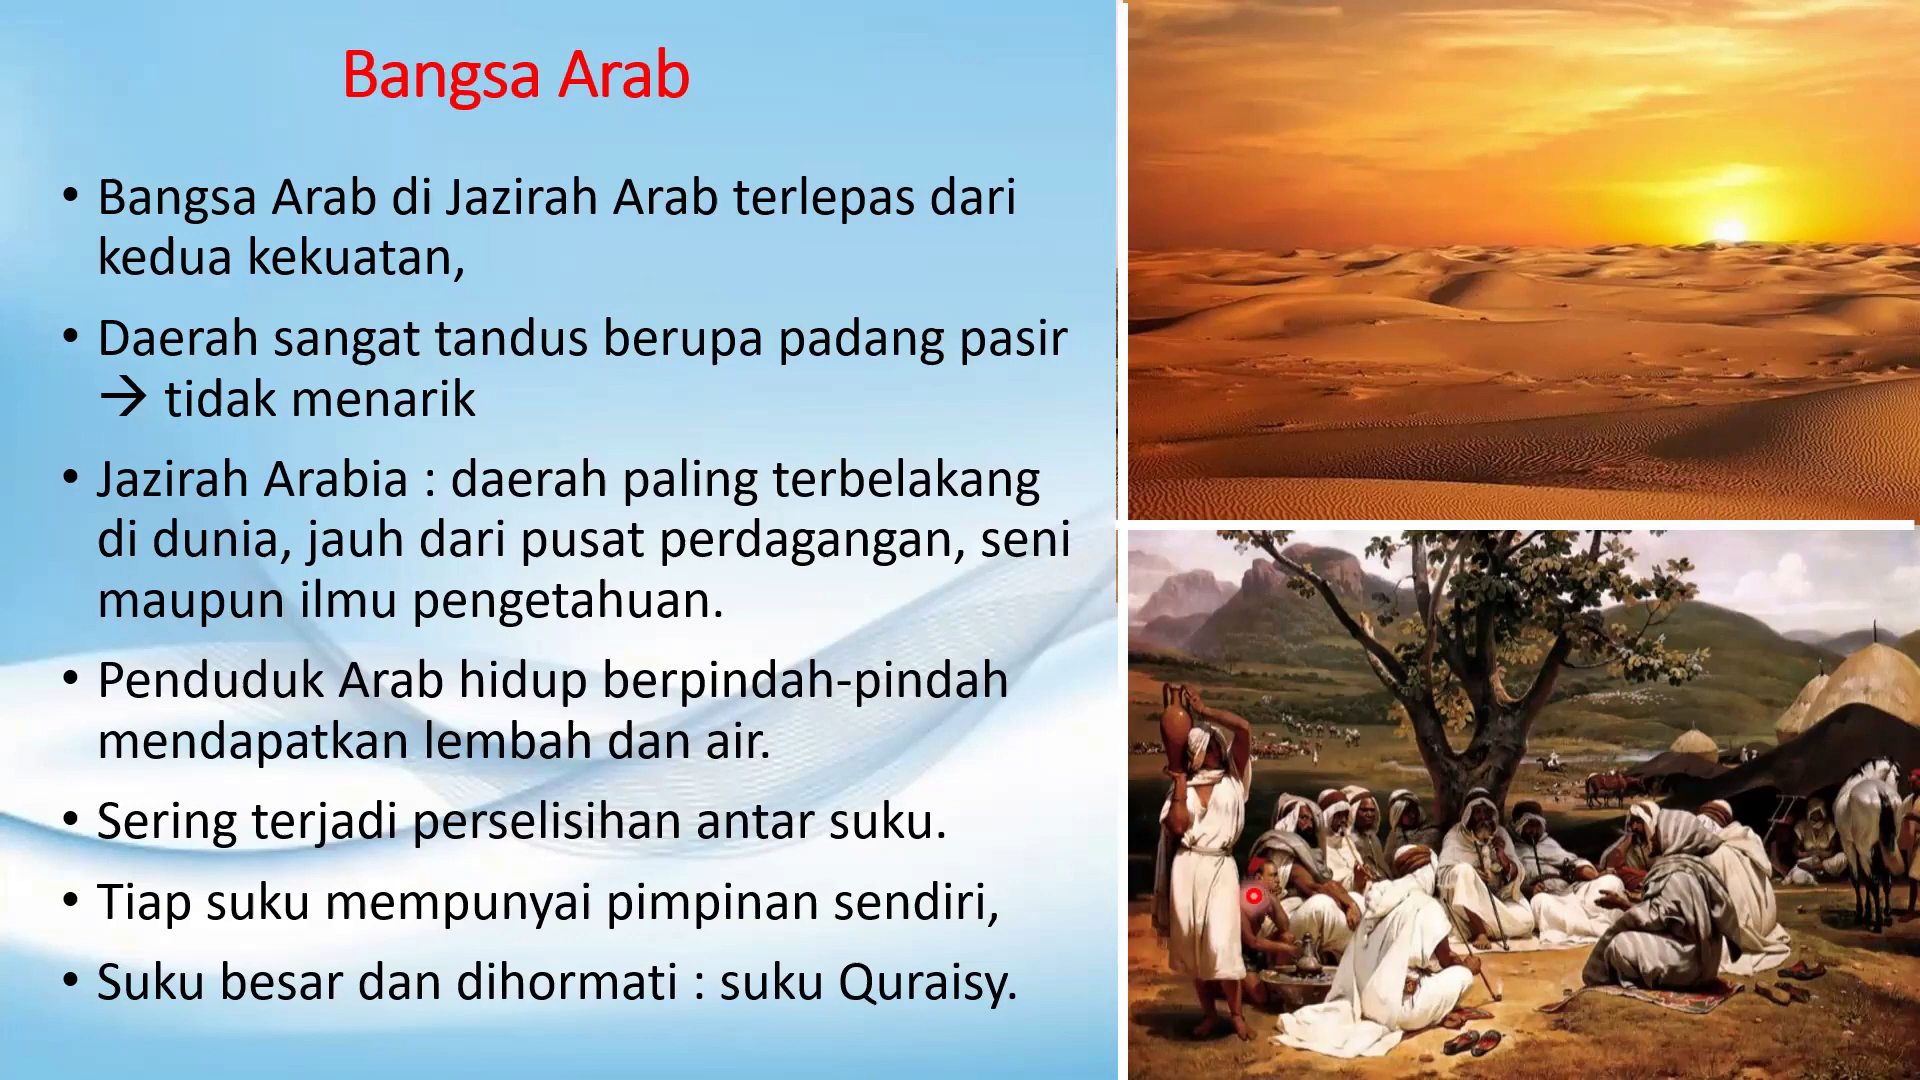 Bangsa Arab
• Bangsa Arab di Jazirah Arab terlepas dari
kedua kekuatan,
• Daerah sangat tandus berupa padang pasir
→ tidak menarik
• Jazirah Arabia : daerah paling terbelakang
di dunia, jauh dari pusat perdagangan, seni
maupun ilmu pengetahuan.
• Penduduk Arab hidup berpindah-pindah
mendapatkan lembah dan air.
• Sering terjadi perselisihan antar suku.
• Tiap suku mempunyai pimpinan sendiri,
• Suku besar dan dihormati : suku Quraisy.